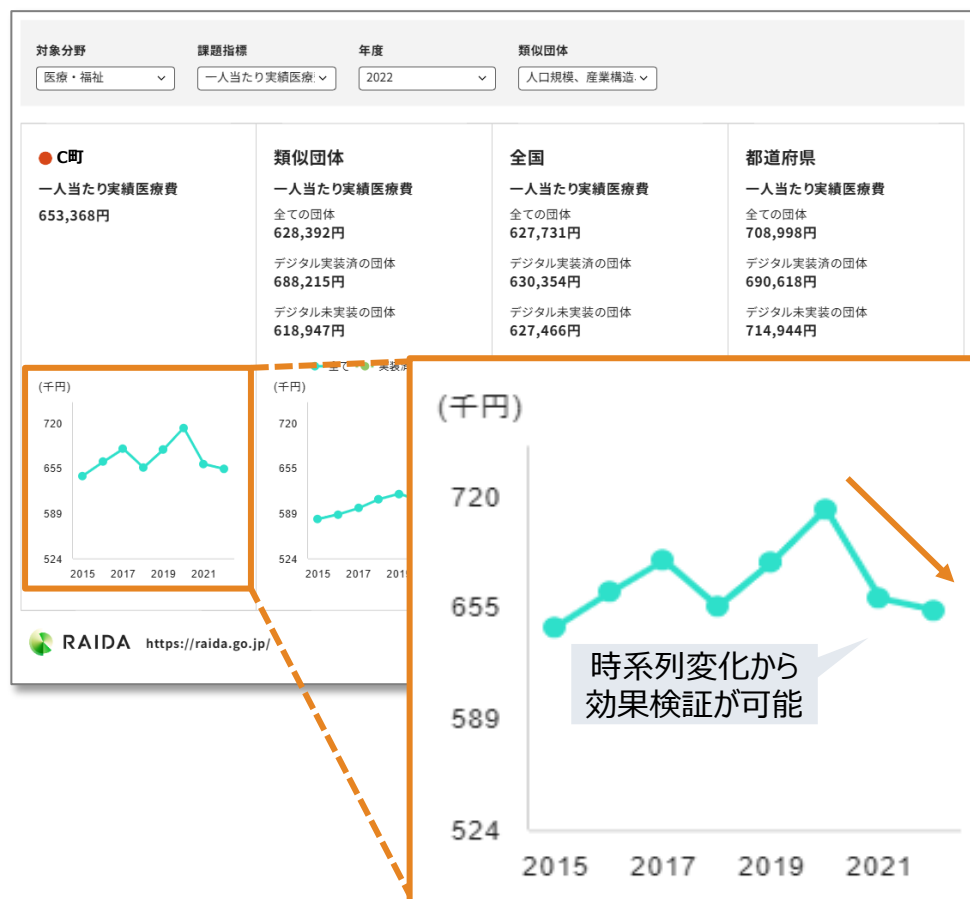 対象分野
課題指標
年度
類似団体
医療・福祉
一人当たり実績医療
2022
人口規模、産業構造
C町
一人当たり実績医療費
653,368円
類似団体
一人当たり実績医療費
全ての団体
628,392円
デジタル実装済の団体
688,215円
デジタル未実装の団体
618,947円
全国
一人当たり実績医療費
全ての団体
627,731円
デジタル実装済の団体
630,354円
デジタル未実装の団体
627,466円
都道府県
一人当たり実績医療費
全ての団体
708,998円
デジタル実装済の団体
690,618円
デジタル未実装の団体
714,944円
全て 実装
(千円)
720
655
589
524
2015 2017 2019 2021
(千円)
720
655
589
524
2015 2017
RAIDA https://raida.go.jp/
(千円)
720
655
589
524
2015 2017 2019 2021
時系列変化から
効果検証が可能